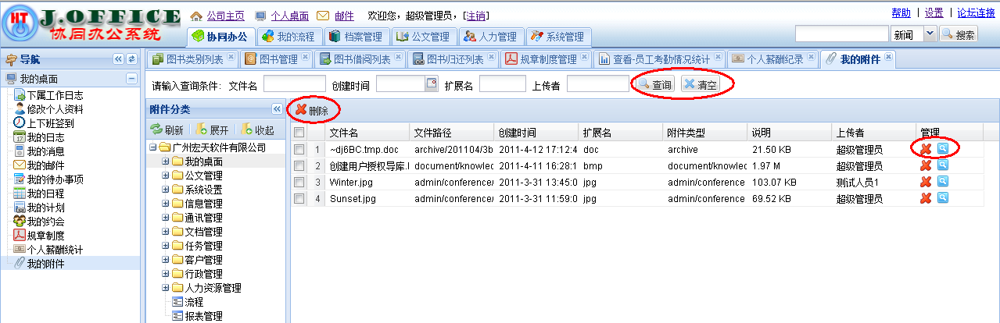 HT J.OFFICE 协同办公系统
公司主页 个人桌面 邮件 欢迎您，超级管理员，[注销]
帮助 | 设置 | 论坛连接
协同办公 我的流程 档案管理 公文管理 人力管理 系统管理
新闻 搜索
导航
图书类别列表 图书管理 图书借阅列表 图书归还列表 规章制度管理 查看-员工考勤情况统计 个人薪酬纪录 我的附件
我的桌面
下属工作日志
修改个人资料
上下班签到
我的日志
我的消息
我的邮件
我的待办事项
我的日程
我的计划
我的约会
规章制度
个人薪酬统计
我的附件
请输入查询条件: 文件名 创建时间 扩展名 上传者 查询 清空
附件分类
刷新 展开 收起
广州宏天软件有限公司
我的桌面
公文管理
系统设置
信息管理
通讯管理
文档管理
任务管理
客户管理
行政管理
人力资源管理
流程
报表管理
删除
文件名 文件路径 创建时间 扩展名 附件类型 说明 上传者 管理
1 ~dj6BC.tmp.doc archive/201104/3b 2011-4-12 17:12:4 doc archive 21.50 KB 超级管理员
2 创建用户授权导库.l document/knowlec 2011-4-11 16:28:1 bmp document/knowlec 1.97 M 超级管理员
3 Winter.jpg admin/conference/ 2011-3-31 13:45:0 jpg admin/conference 103.07 KB 测试人员1
4 Sunset.jpg admin/conference/ 2011-3-31 11:50:0 jpg admin/conference 69.52 KB 超级管理员